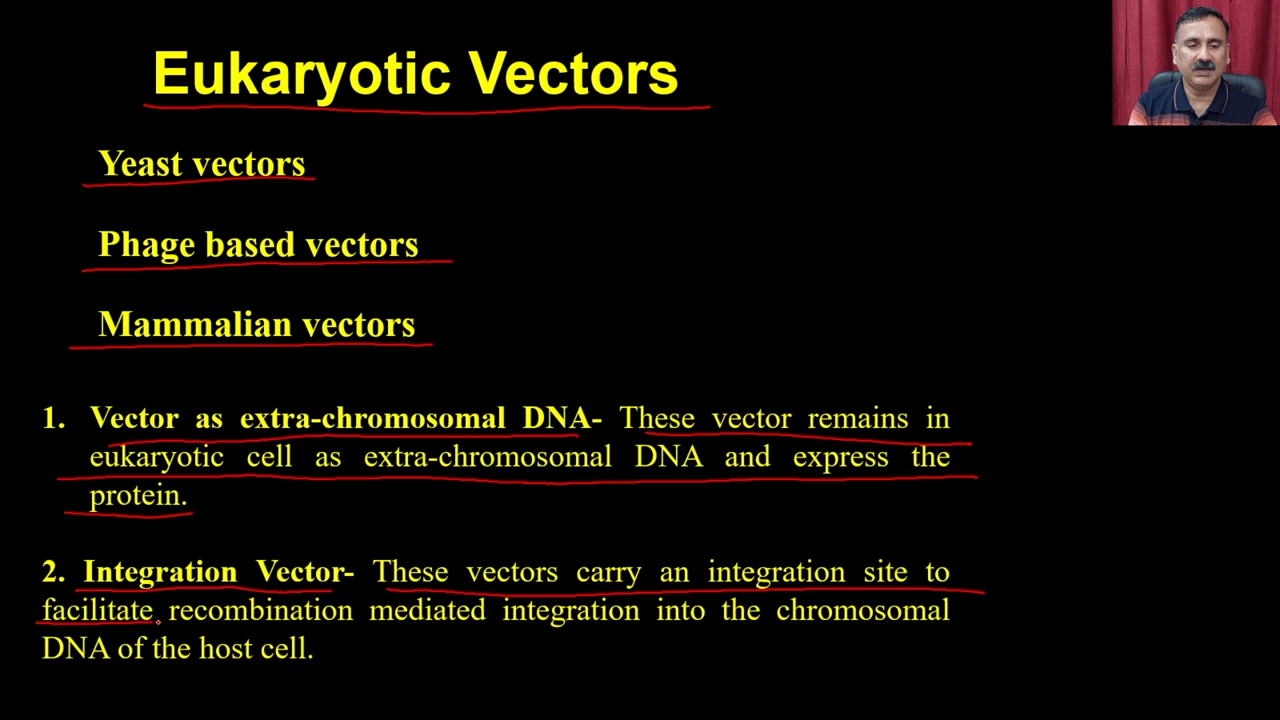 Eukaryotic Vectors
Yeast vectors
Phage based vectors
Mammalian vectors
1. Vector as extra-chromosomal DNA- These vector remains in
eukaryotic cell as extra-chromosomal DNA and express the
protein.
2. Integration Vector- These vectors carry an integration site to
facilitate recombination mediated integration into the chromosomal
DNA of the host cell.